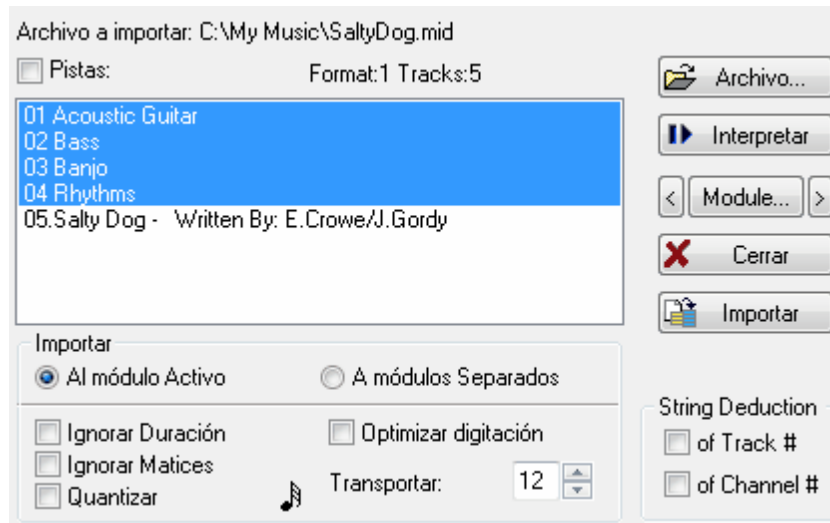 Archivo a importar: C:\My Music\SaltyDog.mid
Pistas: Format:1 Tracks:5
01 Acoustic Guitar
02 Bass
03 Banjo
04 Rhythms
05.Salty Dog - Written By: E.Crowe/J.Gordy
Archivo...
Interpretar
< Module... >
Cerrar
Importar
Importar
Al módulo Activo A módulos Separados
Ignorar Duración Optimizar digitación
Ignorar Matices
Quantizar Transportar: 12
String Deduction
of Track #
of Channel #